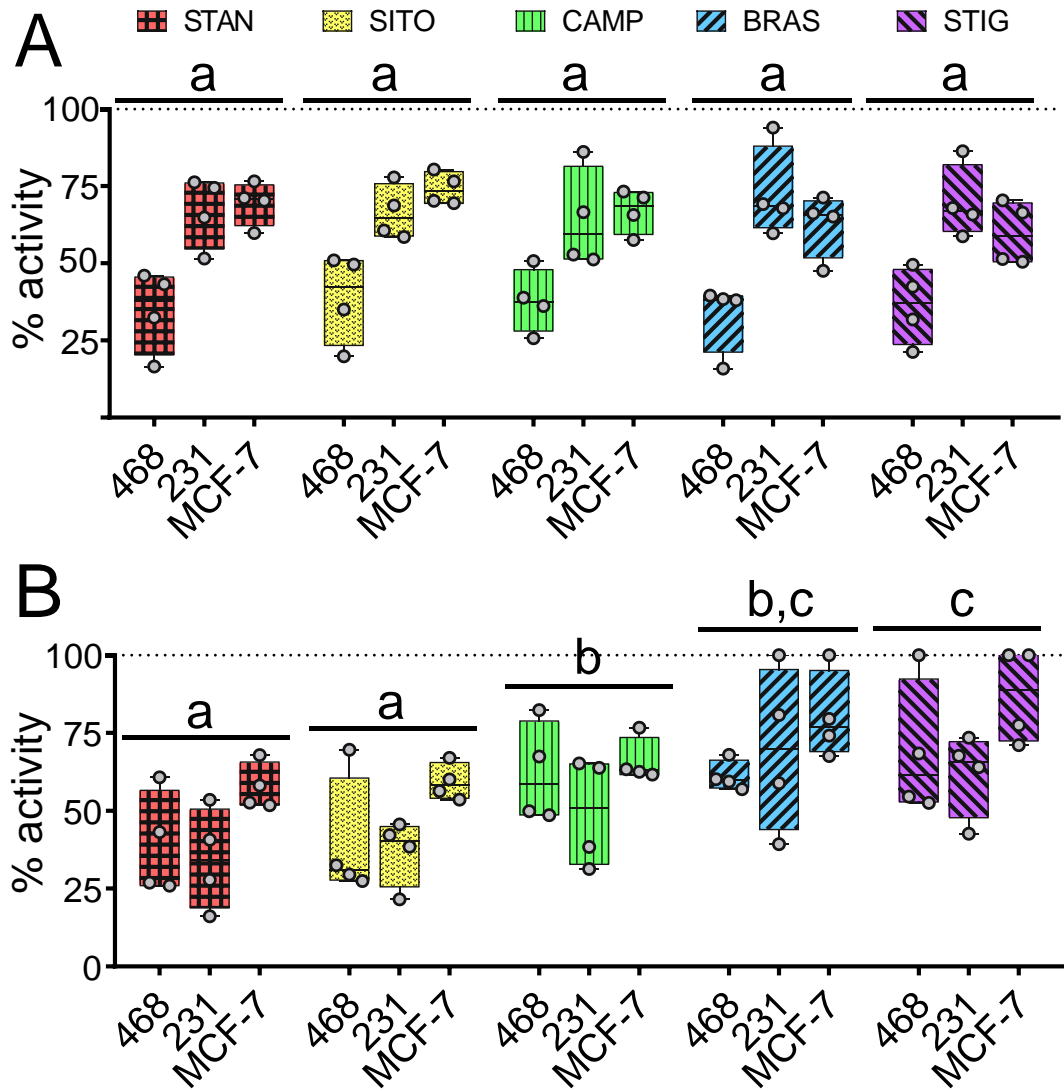 A
STAN SITO CAMP BRAS STIG
a a a a a
% activity
100
75
50
25
468 231 MCF-7 468 231 MCF-7 468 231 MCF-7 468 231 MCF-7 468 231 MCF-7
B
a a b b,c c
% activity
100
75
50
25
0
468 231 MCF-7 468 231 MCF-7 468 231 MCF-7 468 231 MCF-7 468 231 MCF-7